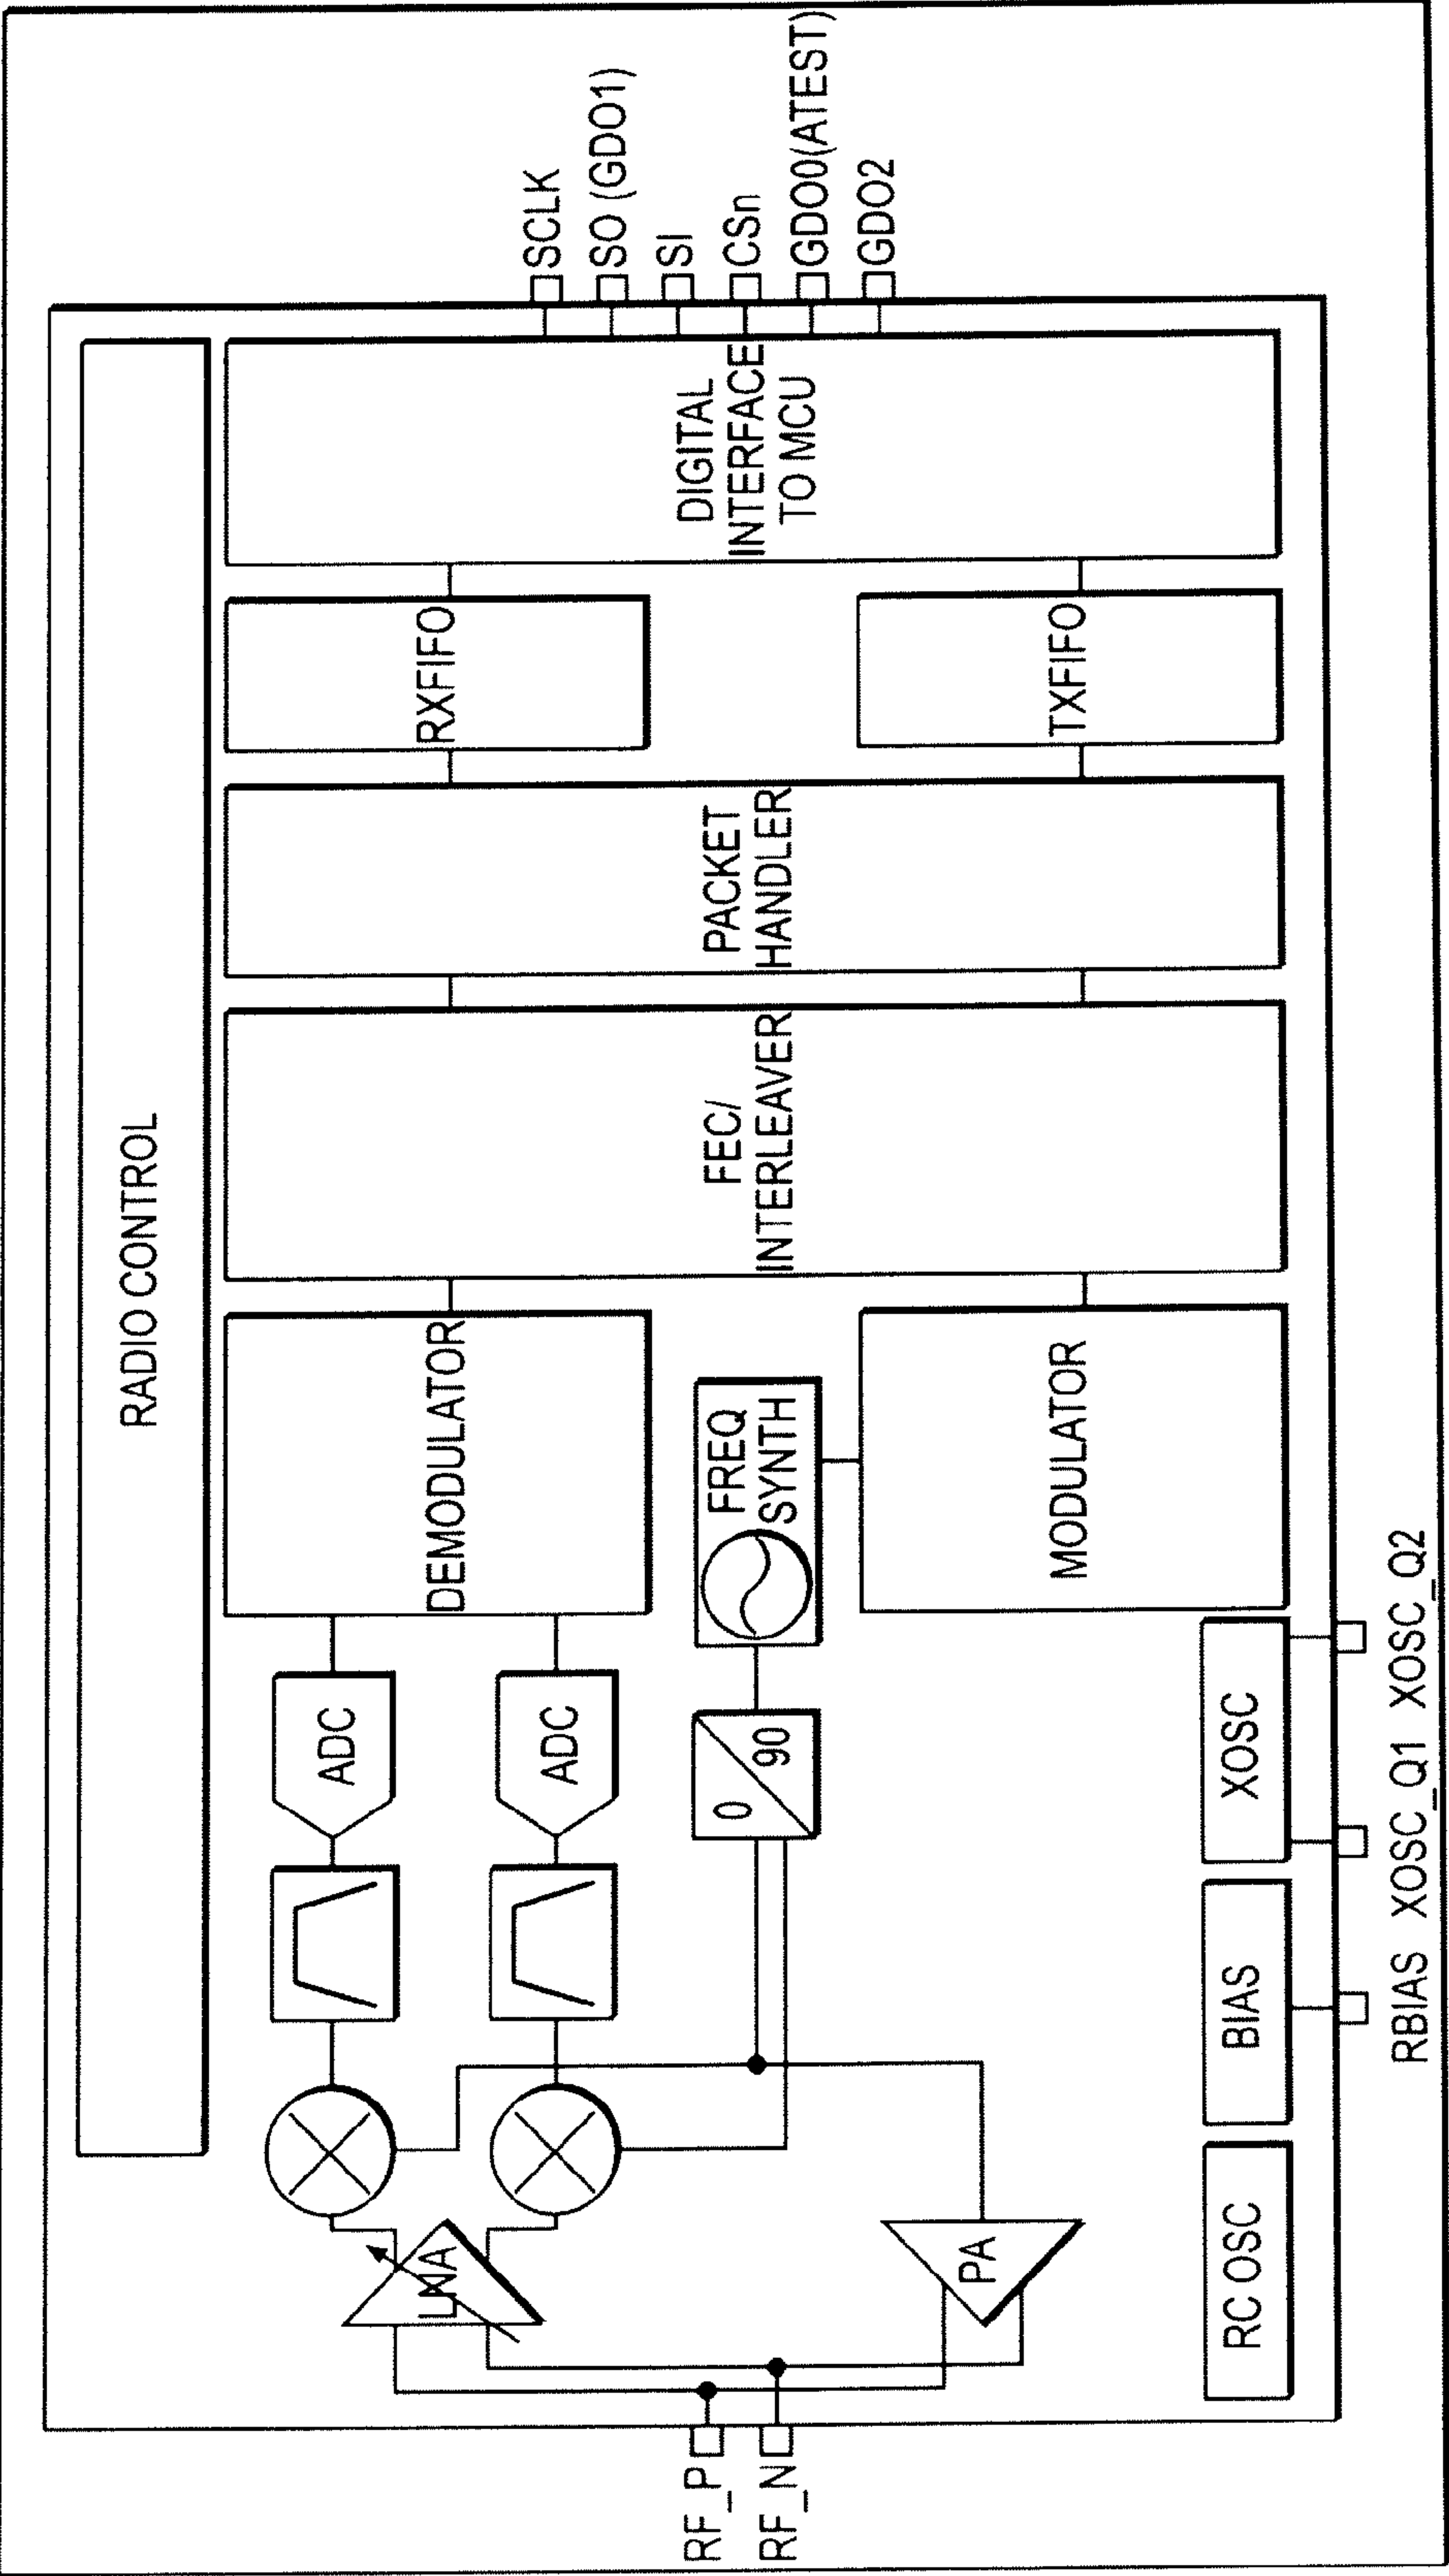 RADIO CONTROL
LNA
ADC
ADC
DEMODULATOR
0
90
FREQ
SYNTH
MODULATOR
PA
FEC/
INTERLEAVER
PACKET
HANDLER
RXFIFO
TXFIFO
DIGITAL
INTERFACE
TO MCU
SCLK
SO (GDO1)
SI
CSn
GDO0(ATEST)
GDO2
RF_P
RF_N
RC OSC
BIAS
XOSC
RBIAS XOSC_Q1 XOSC_Q2